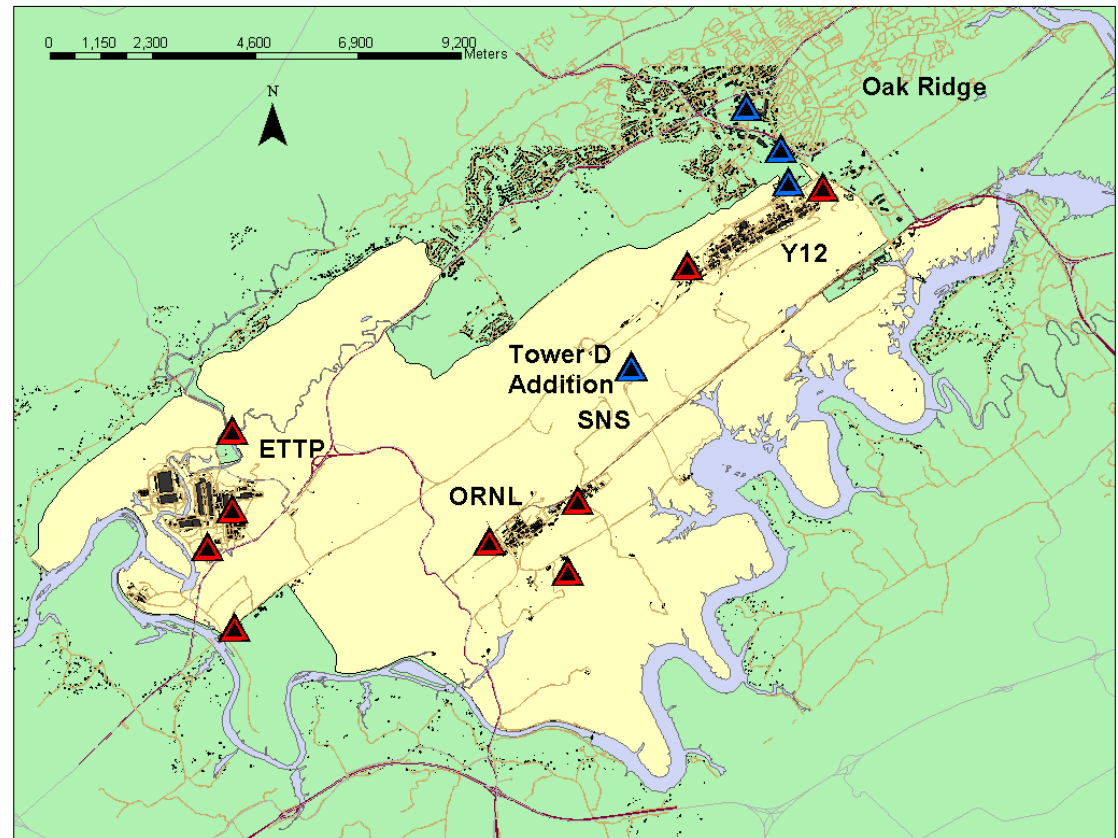 0 1,150 2,300 4,600 6,900 9,200
Meters
N
Oak Ridge
Y12
Tower D
Addition
SNS
ETTP
ORNL